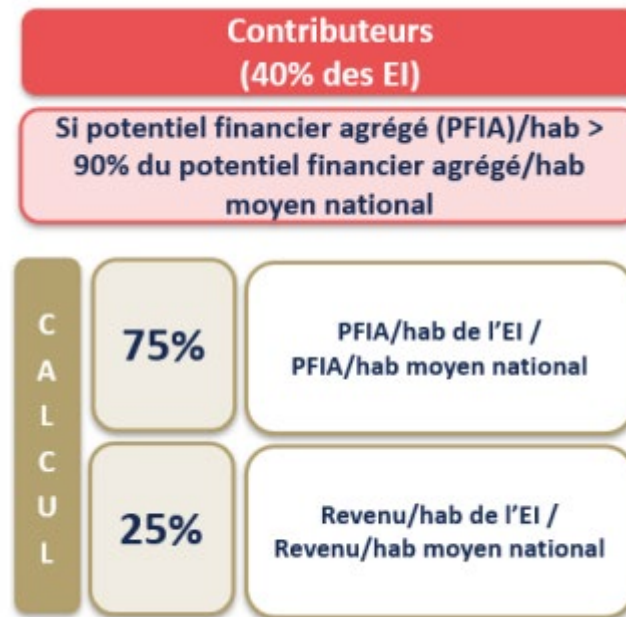 Contributeurs
(40% des EI)
Si potentiel financier agrégé (PFIA)/hab >
90% du potentiel financier agrégé/hab
moyen national
CALCUL
75%
PFIA/hab de l’EI /
PFIA/hab moyen national
25%
Revenu/hab de l’EI /
Revenu/hab moyen national